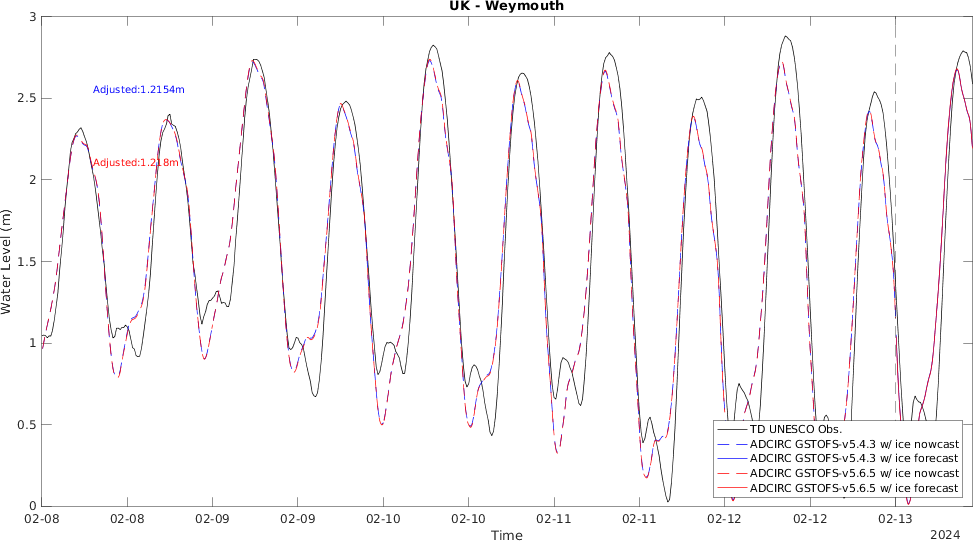 UK - Weymouth
3
2.5
2
1.5
1
0.5
0
Water Level (m)
Adjusted:1.2154m
Adjusted:1.218m
TD UNESCO Obs.
ADCIRC GSTOFS-v5.4.3 w/ ice nowcast
ADCIRC GSTOFS-v5.4.3 w/ ice forecast
ADCIRC GSTOFS-v5.6.5 w/ ice nowcast
ADCIRC GSTOFS-v5.6.5 w/ ice forecast
02-08 02-08 02-09 02-09 02-10 02-10 02-11 02-11 02-12 02-12 02-13
Time
2024